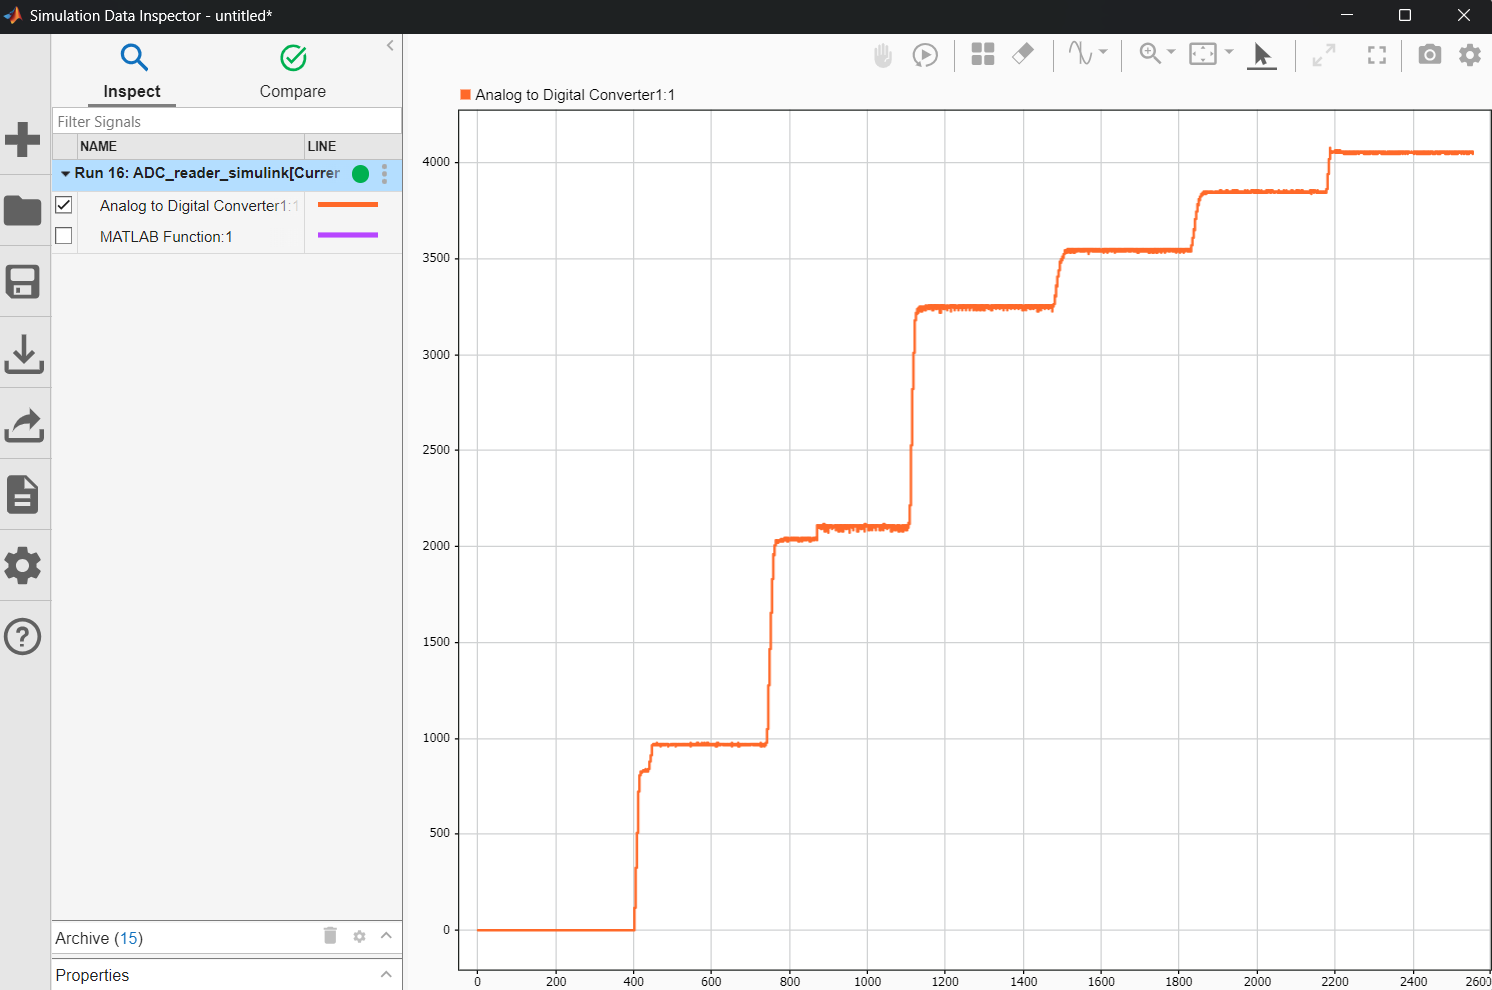 Simulation Data Inspector - untitled*
Inspect
Compare
Filter Signals
NAME
LINE
Run 16: ADC_reader_simulink[Currer
Analog to Digital Converter1:1
MATLAB Function:1
Archive (15)
Properties
Analog to Digital Converter1:1
4000
3500
3000
2500
2000
1500
1000
500
0
0 200 400 600 800 1000 1200 1400 1600 1800 2000 2200 2400 2600